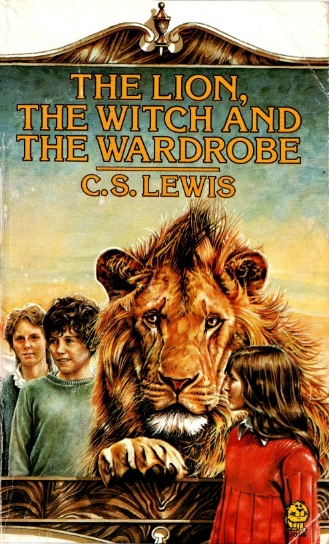 THE LION,
THE WITCH AND
THE WARDROBE
C.S. LEWIS